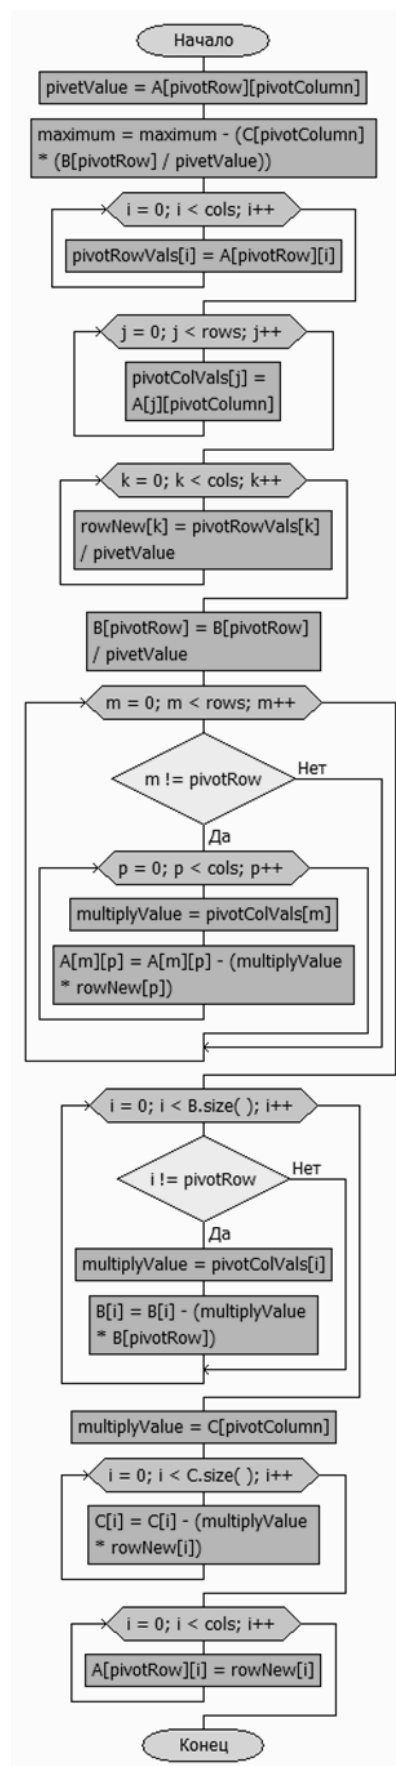 Начало
pivetValue = A[pivotRow][pivotColumn]
maximum = maximum - (C[pivotColumn]
* (B[pivotRow] / pivetValue))
i = 0; i < cols; i++
pivotRowVals[i] = A[pivotRow][i]
j = 0; j < rows; j++
pivotColVals[j] =
A[j][pivotColumn]
k = 0; k < cols; k++
rowNew[k] = pivotRowVals[k]
/ pivetValue
B[pivotRow] = B[pivotRow]
/ pivetValue
m = 0; m < rows; m++
m != pivotRow
Нет
Да
p = 0; p < cols; p++
multiplyValue = pivotColVals[m]
A[m][p] = A[m][p] - (multiplyValue
* rowNew[p])
i = 0; i < B.size( ); i++
i != pivotRow
Нет
Да
multiplyValue = pivotColVals[i]
B[i] = B[i] - (multiplyValue
* B[pivotRow])
multiplyValue = C[pivotColumn]
i = 0; i < C.size( ); i++
C[i] = C[i] - (multiplyValue
* rowNew[i])
i = 0; i < cols; i++
A[pivotRow][i] = rowNew[i]
Конец